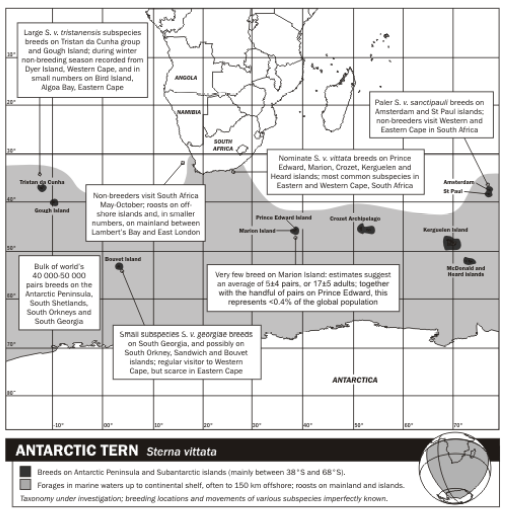 Large S. v. tristanensis subspecies
breeds on Tristan da Cunha group
and Gough Island; during winter
non-breeding season recorded from
Dyer Island, Western Cape, and in
small numbers on Bird Island,
Algoa Bay, Eastern Cape
10°
ANGOLA
20°
NAMIBIA
Paler S. v. sanctipauli breeds on
Amsterdam and St Paul islands;
non-breeders visit Western and
Eastern Cape in South Africa
SOUTH
AFRICA
30°
Nominate S. v. vittata breeds on Prince
Edward, Marion, Crozet, Kerguelen and
Heard islands; most common subspecies in
Eastern and Western Cape, South Africa
Tristan da Cunha
Amsterdam
St Paul
Non-breeders visit South Africa
May-October; roosts on off-
shore islands and, in smaller
numbers, on mainland between
Lambert's Bay and East London
40°
Gough Island
Prince Edward Island
Crozet Archipelago
Marion Island
Kerguelen Island
50°
Bouvet Island
McDonald and
Heard islands
Bulk of world's
40 000-50 000
pairs breeds on the
Antarctic Peninsula,
South Shetlands,
South Orkneys and
South Georgia
Very few breed on Marion Island: estimates suggest
an average of 5±4 pairs, or 17±5 adults; together
with the handful of pairs on Prince Edward, this
represents <0.4% of the global population
60°
Small subspecies S. v. georgiae breeds
on South Georgia, and possibly on
South Orkney, Sandwich and Bouvet
islands; regular visitor to Western
Cape, but scarce in Eastern Cape
70°
ANTARCTICA
80°
-10° 0° 10° 20° 30° 40° 50° 60° 70°
ANTARCTIC TERN Sterna vittata
Breeds on Antarctic Peninsula and Subantarctic islands (mainly between 38°S and 68°S).
Forages in marine waters up to continental shelf, often to 150 km offshore; roosts on mainland and islands.
Taxonomy under investigation; breeding locations and movements of various subspecies imperfectly known.